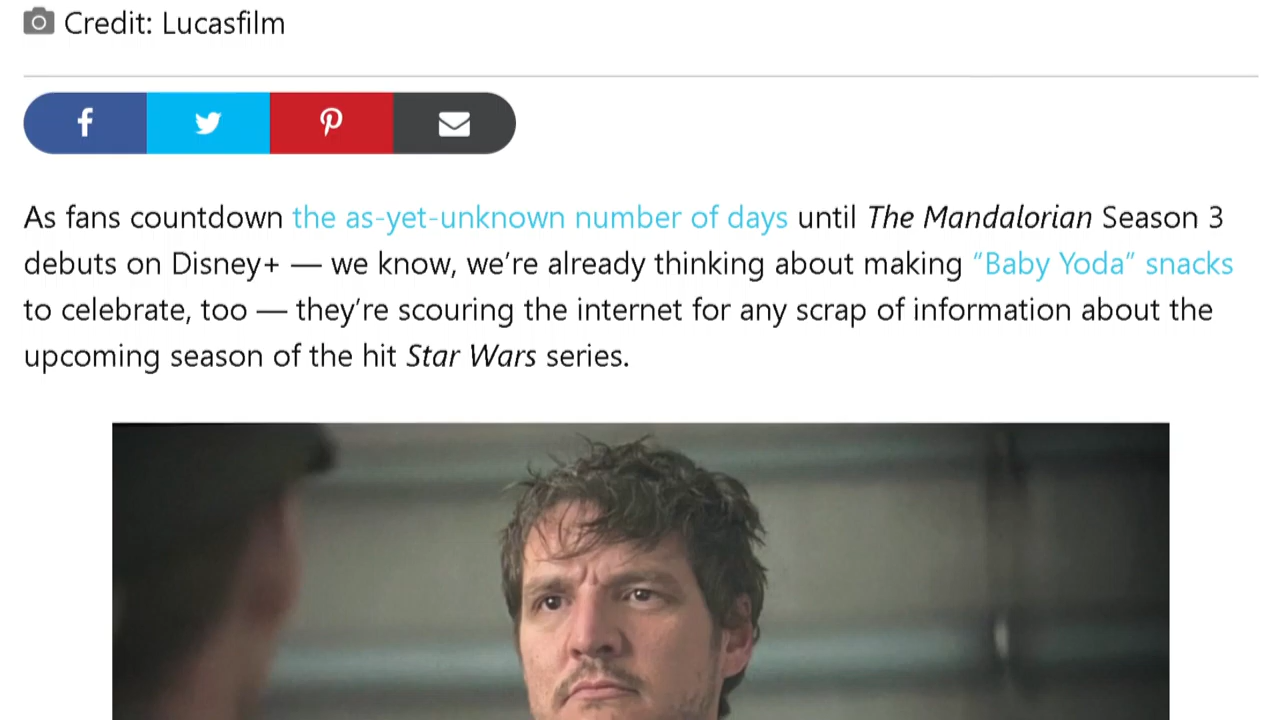 Credit: Lucasfilm
As fans countdown the as-yet-unknown number of days until The Mandalorian Season 3
debuts on Disney+ — we know, we’re already thinking about making “Baby Yoda” snacks
to celebrate, too — they’re scouring the internet for any scrap of information about the
upcoming season of the hit Star Wars series.